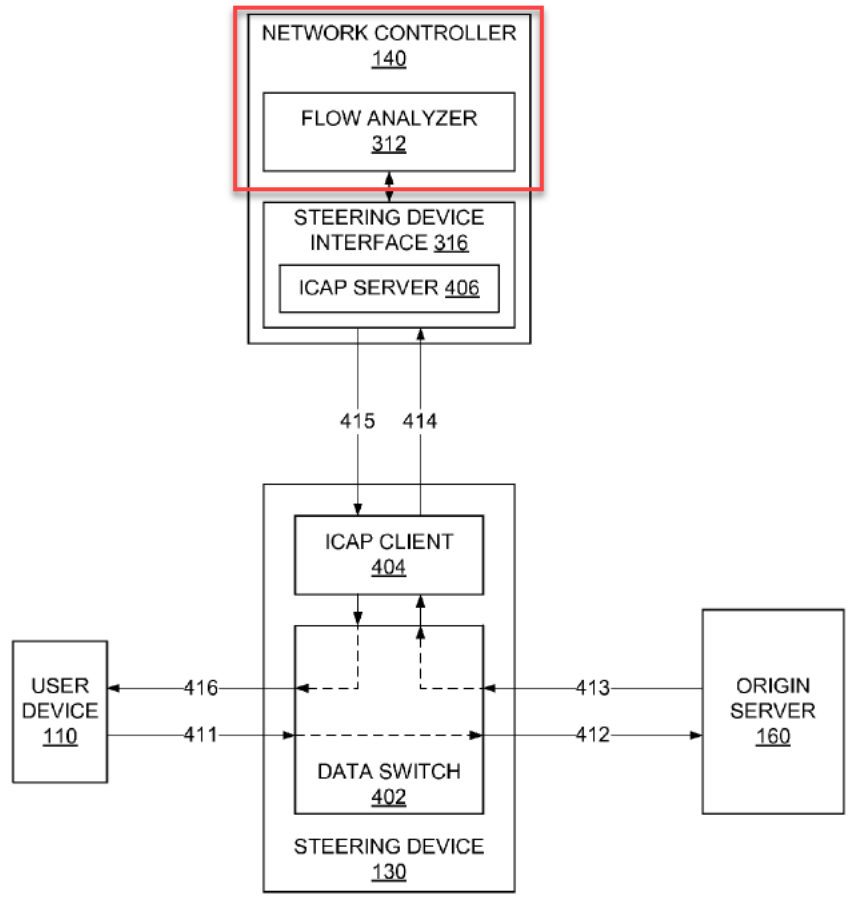 NETWORK CONTROLLER
140
FLOW ANALYZER
312
STEERING DEVICE
INTERFACE 316
ICAP SERVER 406
415
414
ICAP CLIENT
404
USER
DEVICE
110
416
411
413
412
ORIGIN
SERVER
160
DATA SWITCH
402
STEERING DEVICE
130